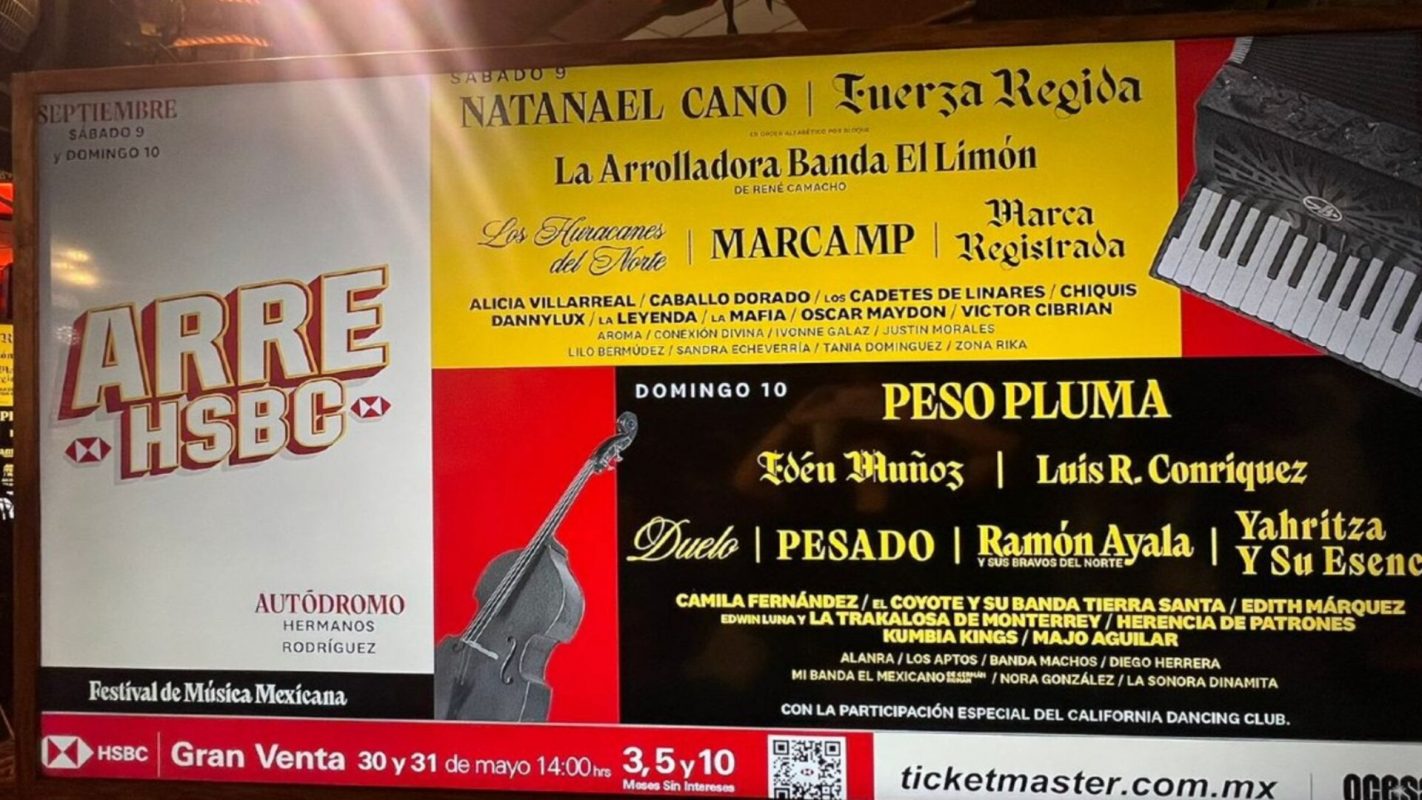 SEPTIEMBRE
SÁBADO 9
y DOMINGO 10
ARRE
HSBC
AUTÓDROMO
HERMANOS
RODRÍGUEZ
Festival de Música Mexicana
SÁBADO 9
NATANAEL CANO | Fuerza Regida
EN ORDEN ALFABÉTICO POR BLOQUE
La Arrolladora Banda El Limón
DE RENÉ CAMACHO
Los Huracanes del Norte | MARCA MP | Marca Registrada
ALICIA VILLARREAL / CABALLO DORADO / LOS CADETES DE LINARES / CHIQUIS
DANNYLUX / LA LEYENDA / LA MAFIA / OSCAR MAYDON / VICTOR CIBRIAN
AROMA / CONEXIÓN DIVINA / IVONNE GALAZ / JUSTIN MORALES
LILO BERMÚDEZ / SANDRA ECHEVERRÍA / TANIA DOMINGUEZ / ZONA RIKA
DOMINGO 10
PESO PLUMA
Edén Muñoz | Luis R. Conriquez
Duelo | PESADO | Ramón Ayala Y SUS BRAVOS DEL NORTE | Yahritza Y Su Esenc
CAMILA FERNÁNDEZ / EL COYOTE Y SU BANDA TIERRA SANTA / EDITH MÁRQUEZ
EDWIN LUNA Y LA TRAKALOSA DE MONTERREY / HERENCIA DE PATRONES
KUMBIA KINGS / MAJO AGUILAR
ALANRA / LOS APTOS / BANDA MACHOS / DIEGO HERRERA
MI BANDA EL MEXICANO DE GERMÁN ROMÁN / NORA GONZÁLEZ / LA SONORA DINAMITA
CON LA PARTICIPACIÓN ESPECIAL DEL CALIFORNIA DANCING CLUB.
HSBC
Gran Venta 30 y 31 de mayo 14:00 hrs
3, 5 y 10
Meses Sin Intereses
ticketmaster.com.mx
oces